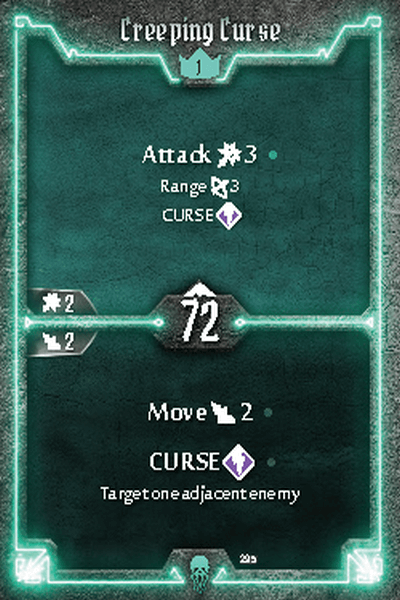 Creeping Curse
1
Attack 3
Range 3
CURSE
2
72
2
Move 2
CURSE
Target one adjacent enemy